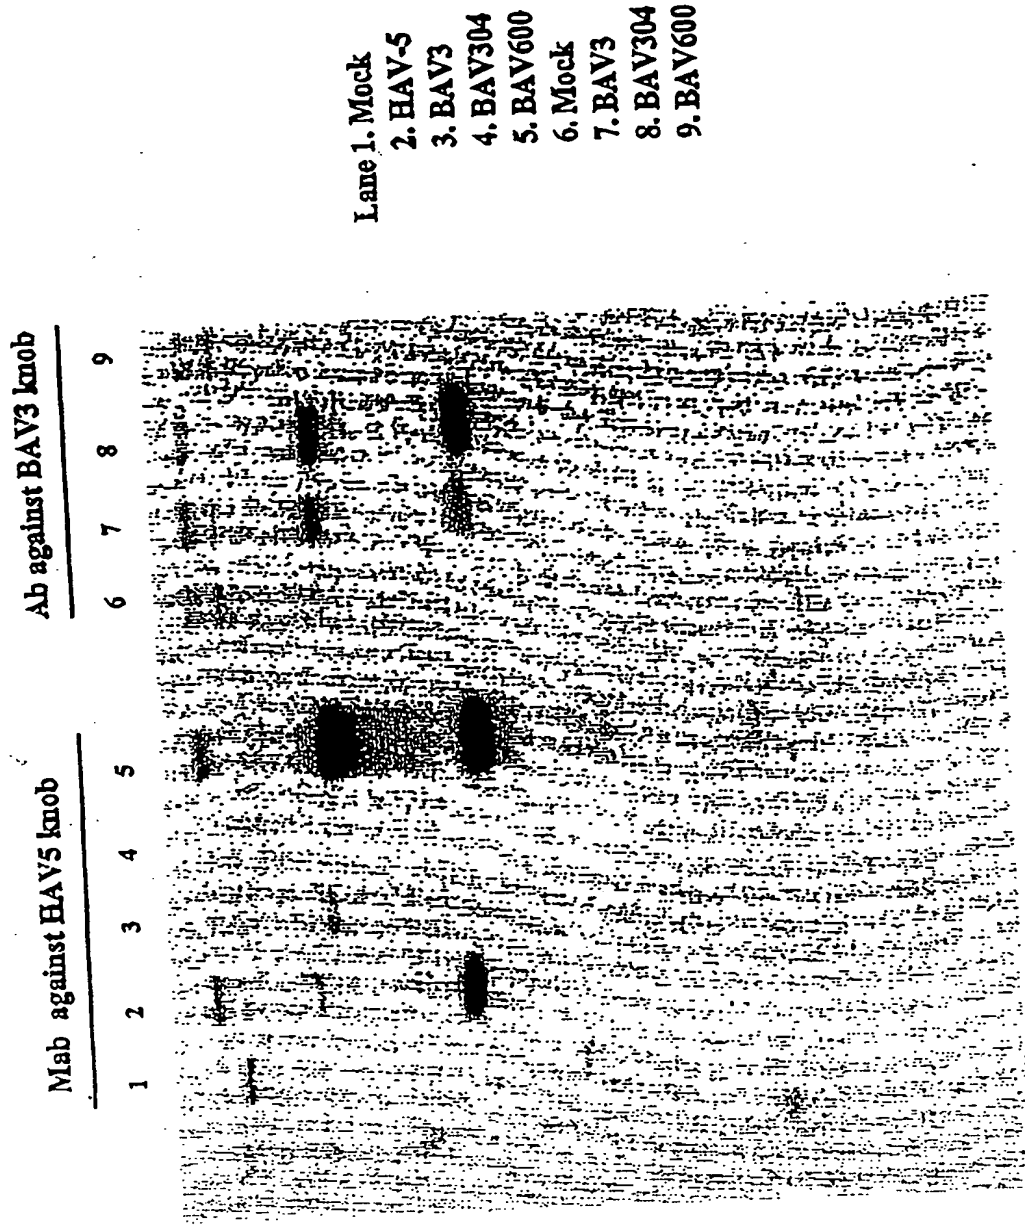 Mab against HAV5 knob
Ab against BAV3 knob
1 2 3 4 5 6 7 8 9
Lane 1. Mock
2. HAV-5
3. BAV3
4. BAV304
5. BAV600
6. Mock
7. BAV3
8. BAV304
9. BAV600